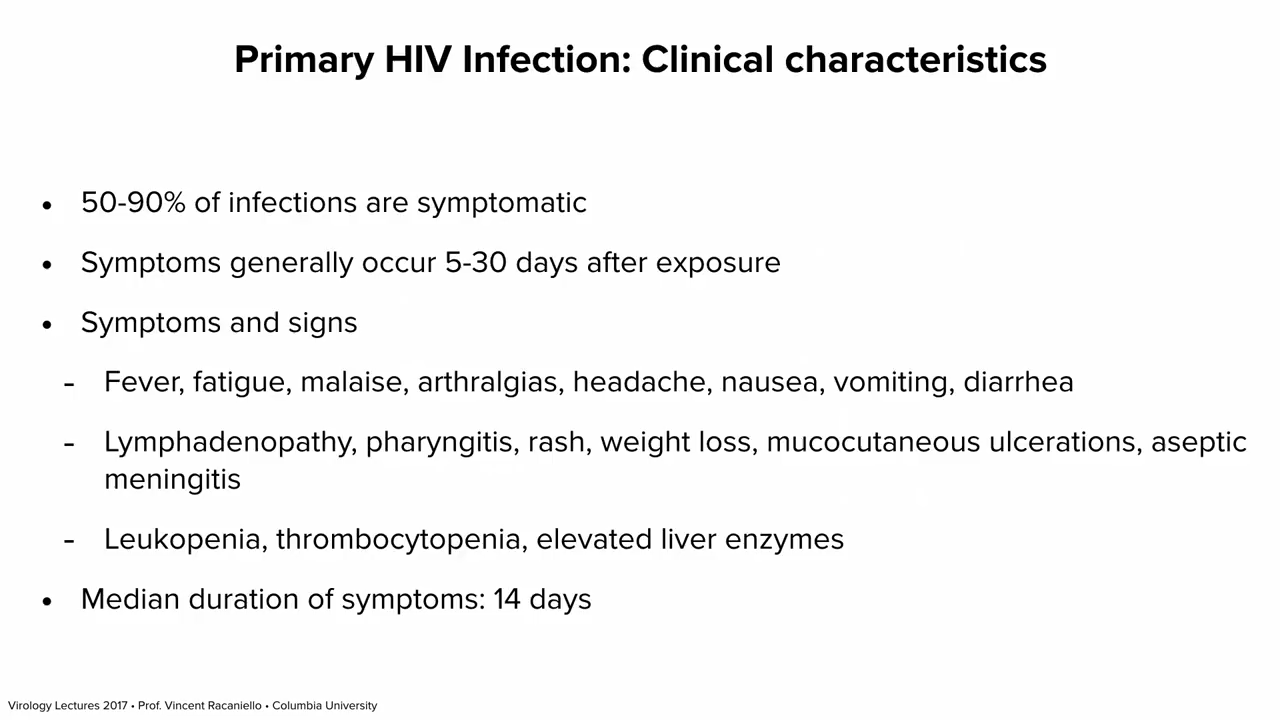 Primary HIV Infection: Clinical characteristics
• 50-90% of infections are symptomatic
• Symptoms generally occur 5-30 days after exposure
• Symptoms and signs
- Fever, fatigue, malaise, arthralgias, headache, nausea, vomiting, diarrhea
- Lymphadenopathy, pharyngitis, rash, weight loss, mucocutaneous ulcerations, aseptic
meningitis
- Leukopenia, thrombocytopenia, elevated liver enzymes
• Median duration of symptoms: 14 days
Virology Lectures 2017 • Prof. Vincent Racaniello • Columbia University